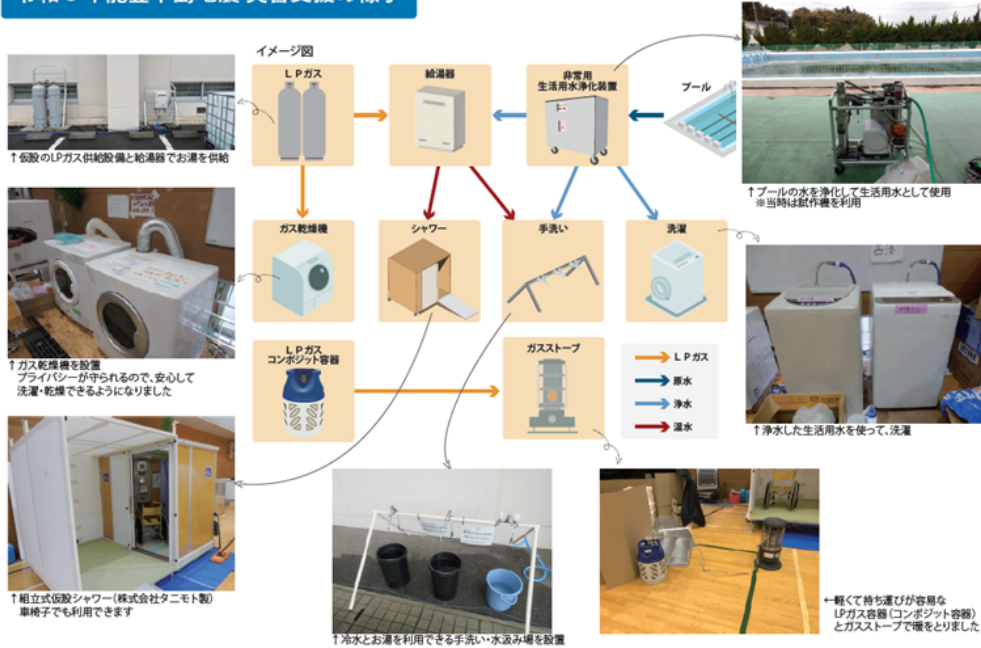 イメージ図
LPガス
給湯器
非常用
生活用水浄化装置
プール
↑仮設のLPガス供給設備と給湯器でお湯を供給
↑プールの水を浄化して生活用水として使用
※当時は試作機を利用
ガス乾燥機
シャワー
手洗い
洗濯
↑ガス乾燥機を設置
プライバシーが守られるので、安心して
洗濯・乾燥できるようになりました
LPガス
コンポジット容器
ガスストーブ
LPガス
原水
浄水
温水
↑浄水した生活用水を使って、洗濯
↑組立式仮設シャワー(株式会社タニモト製)
車椅子でも利用できます
↑冷水とお湯を利用できる手洗い・水汲み場を設置
←軽くて持ち運びが容易な
LPガス容器(コンポジット容器)
とガスストーブで暖をとりました